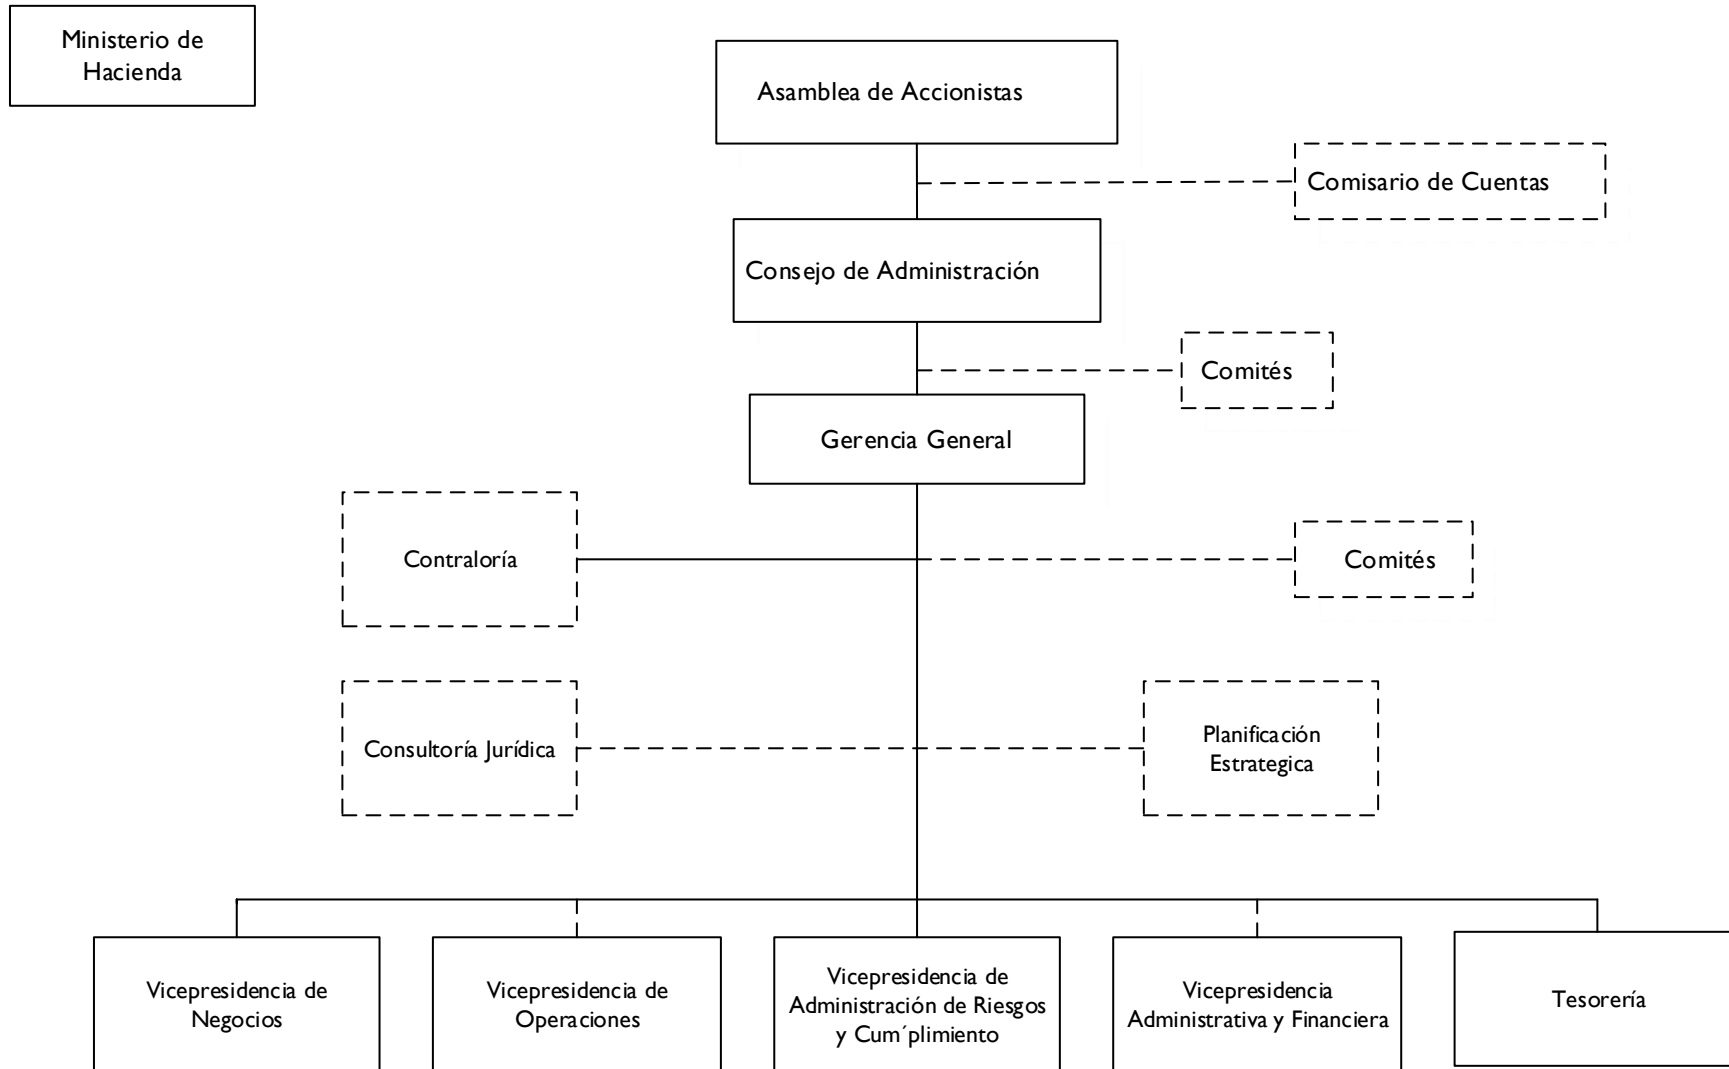 Ministerio de
Hacienda
Asamblea de Accionistas
Comisario de Cuentas
Consejo de Administración
Comités
Gerencia General
Contraloría
Comités
Consultoría Jurídica
Planificación
Estrategica
Vicepresidencia de
Negocios
Vicepresidencia de
Operaciones
Vicepresidencia de
Administración de Riesgos
y Cum´plimiento
Vicepresidencia
Administrativa y Financiera
Tesorería